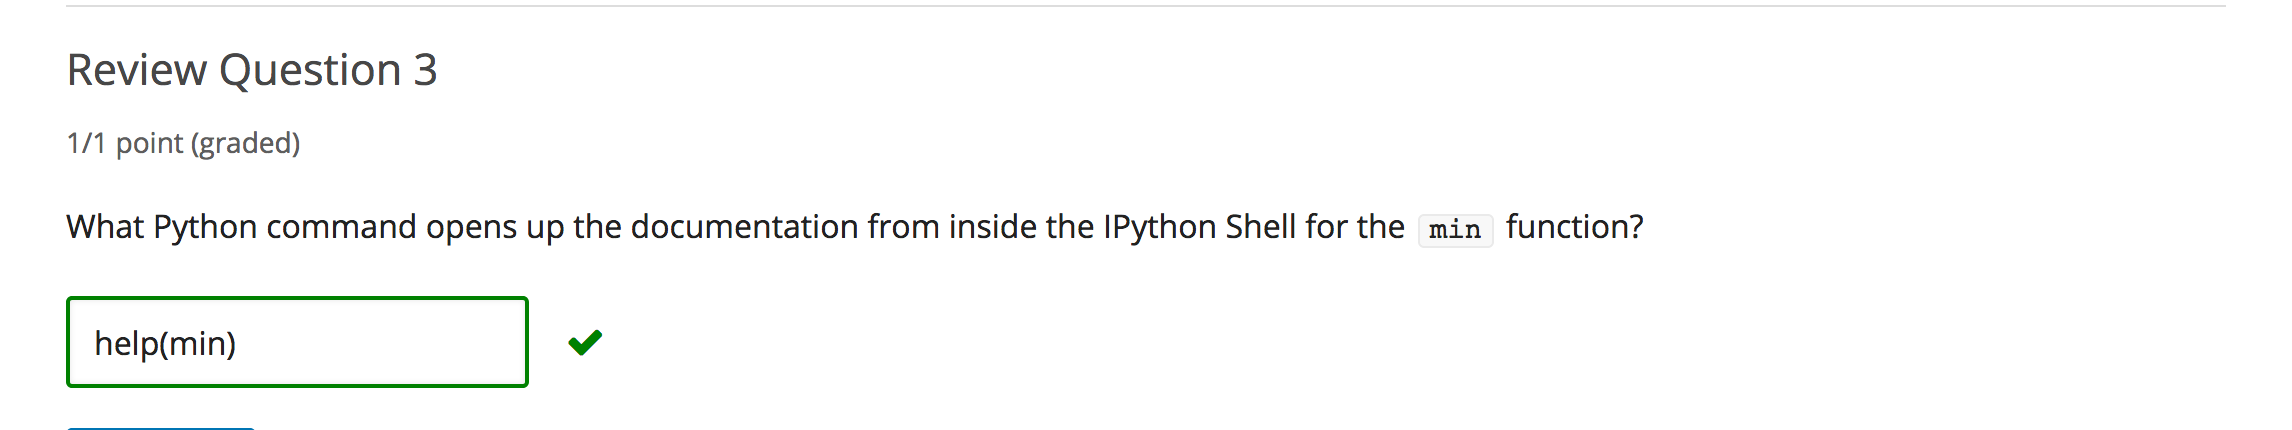 Review Question 3
1/1 point (graded)
What Python command opens up the documentation from inside the IPython Shell for the min function?
help(min)